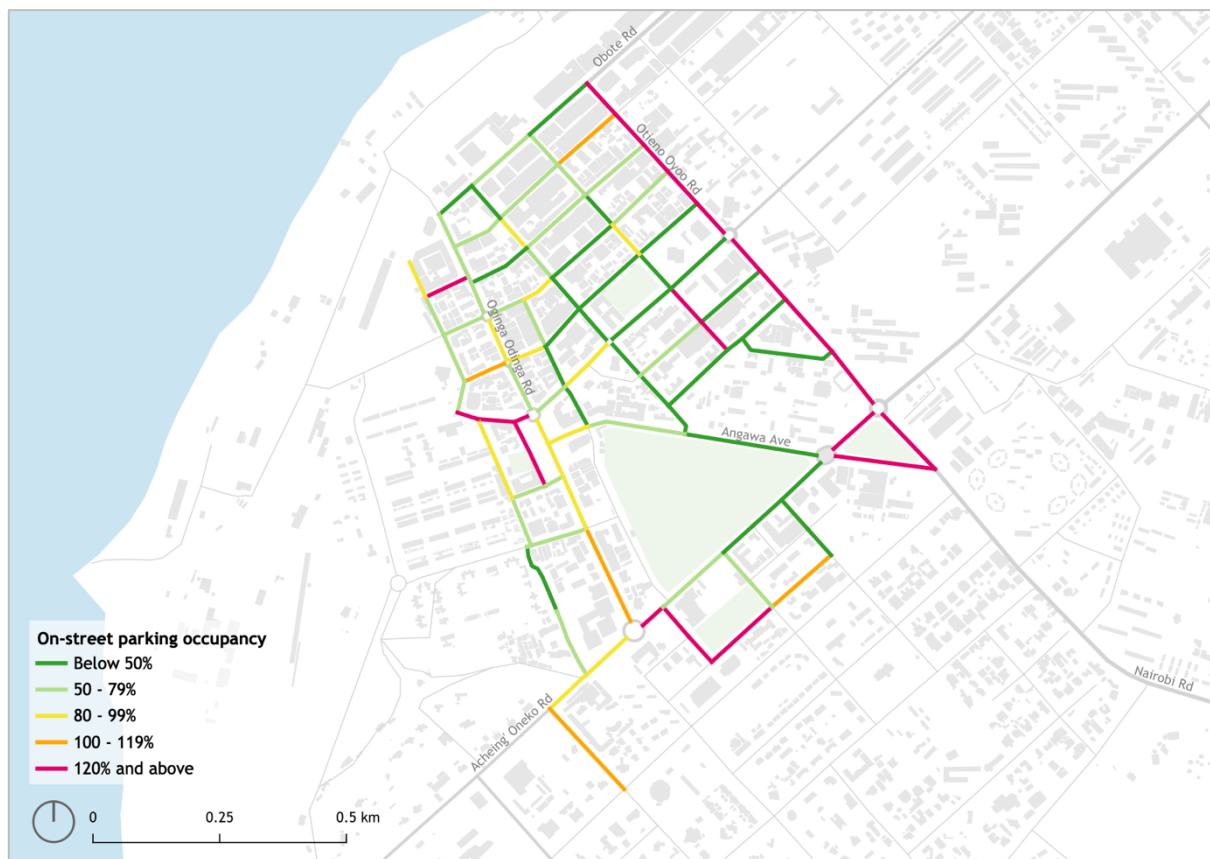 Obote Rd
Otieno Oyoo Rd
Oginga Odinga Rd
Angawa Ave
Nairobi Rd
Acheing' Oneko Rd
On-street parking occupancy
Below 50%
50 - 79%
80 - 99%
100 - 119%
120% and above
0 0.25 0.5 km